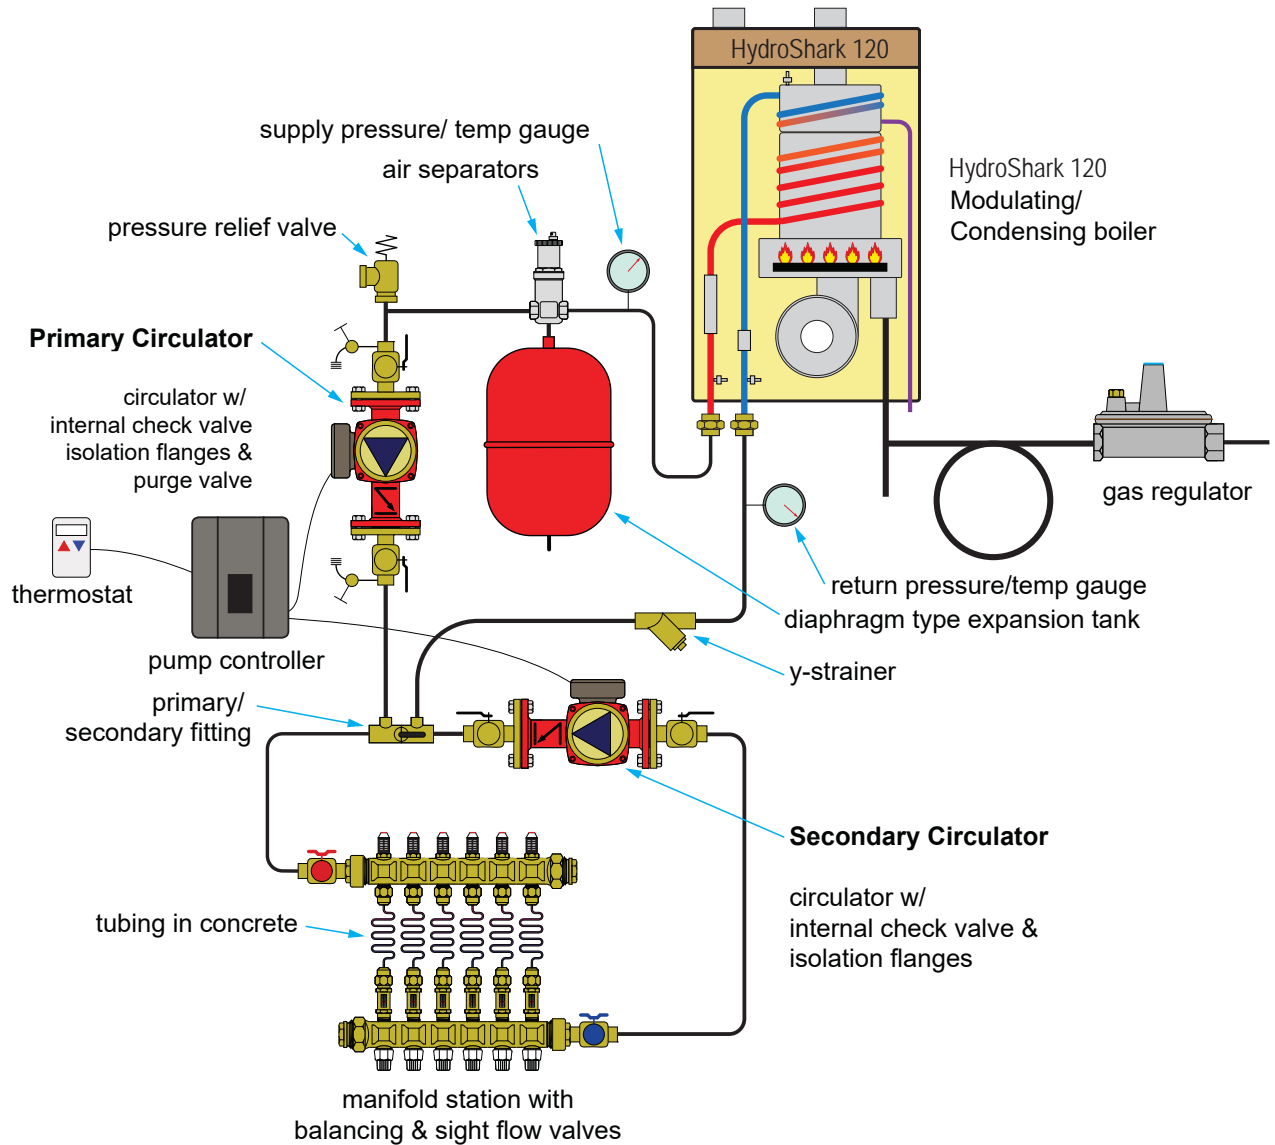 HydroShark 120
supply pressure/ temp gauge
air separators
pressure relief valve
HydroShark 120
Modulating/
Condensing boiler
Primary Circulator
circulator w/
internal check valve
isolation flanges &
purge valve
gas regulator
thermostat
return pressure/temp gauge
diaphragm type expansion tank
pump controller
y-strainer
primary/
secondary fitting
Secondary Circulator
circulator w/
internal check valve &
isolation flanges
tubing in concrete
manifold station with
balancing & sight flow valves